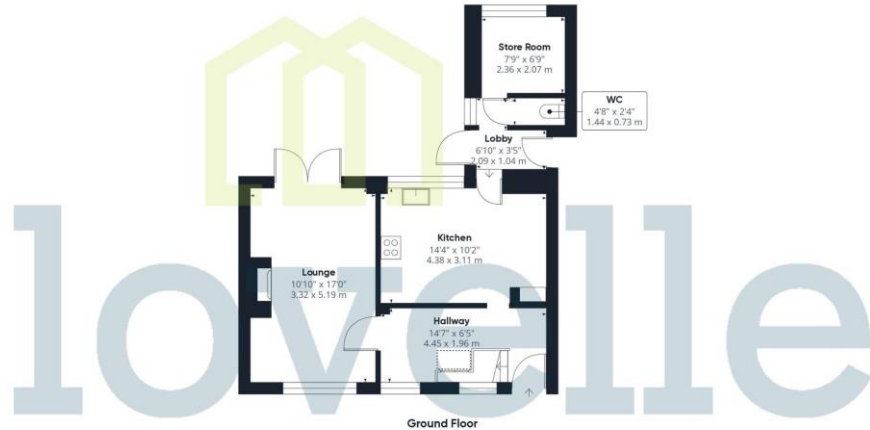 Store Room
7'9" x 6'9"
2.36 x 2.07 m
WC
4'8" x 2'4"
1.44 x 0.73 m
Lobby
6'10" x 3'5"
2.09 x 1.04 m
Kitchen
14'4" x 10'2"
4.38 x 3.11 m
Lounge
10'10" x 17'0"
3.32 x 5.19 m
Hallway
14'7" x 6'5"
4.45 x 1.96 m
lovelle
Ground Floor